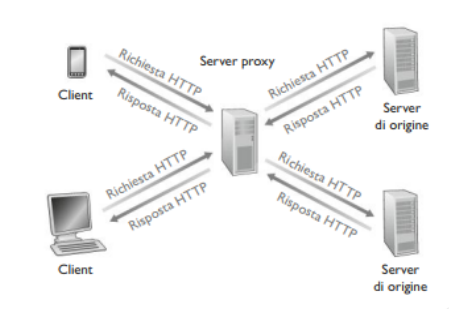 Server proxy
Richiesta HTTP
Risposta HTTP
Client
Richiesta HTTP
Risposta HTTP
Server
di origine
Richiesta HTTP
Risposta HTTP
Client
Richiesta HTTP
Risposta HTTP
Server
di origine